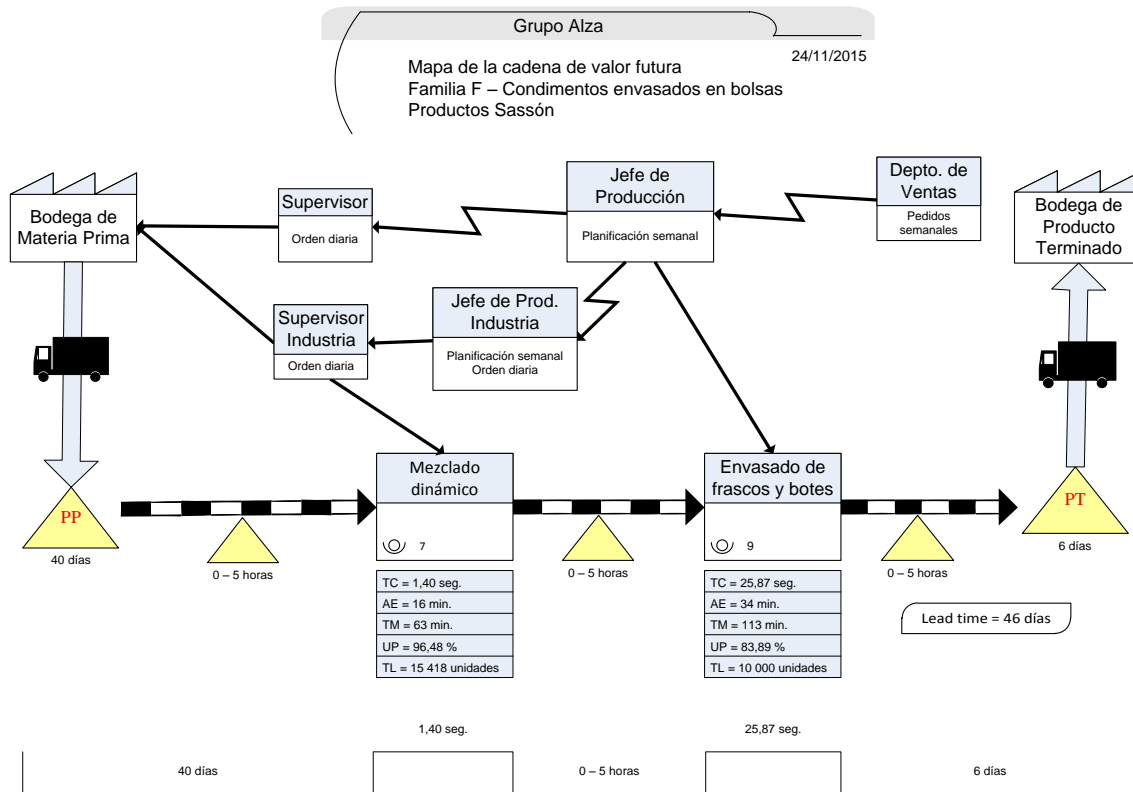 Grupo Alza
24/11/2015
Mapa de la cadena de valor futura
Familia F – Condimentos envasados en bolsas
Productos Sassón
Bodega de
Materia Prima
Supervisor
Orden diaria
Jefe de
Producción
Planificación semanal
Depto. de
Ventas
Pedidos
semanales
Bodega de
Producto
Terminado
Supervisor
Industria
Orden diaria
Jefe de Prod.
Industria
Planificación semanal
Orden diaria
PP
40 días
0 – 5 horas
Mezclado
dinámico
7
TC = 1,40 seg.
AE = 16 min.
TM = 63 min.
UP = 96,48 %
TL = 15 418 unidades
0 – 5 horas
Envasado de
frascos y botes
9
TC = 25,87 seg.
AE = 34 min.
TM = 113 min.
UP = 83,89 %
TL = 10 000 unidades
0 – 5 horas
PT
6 días
Lead time = 46 días
1,40 seg.
25,87 seg.
40 días
0 – 5 horas
6 días